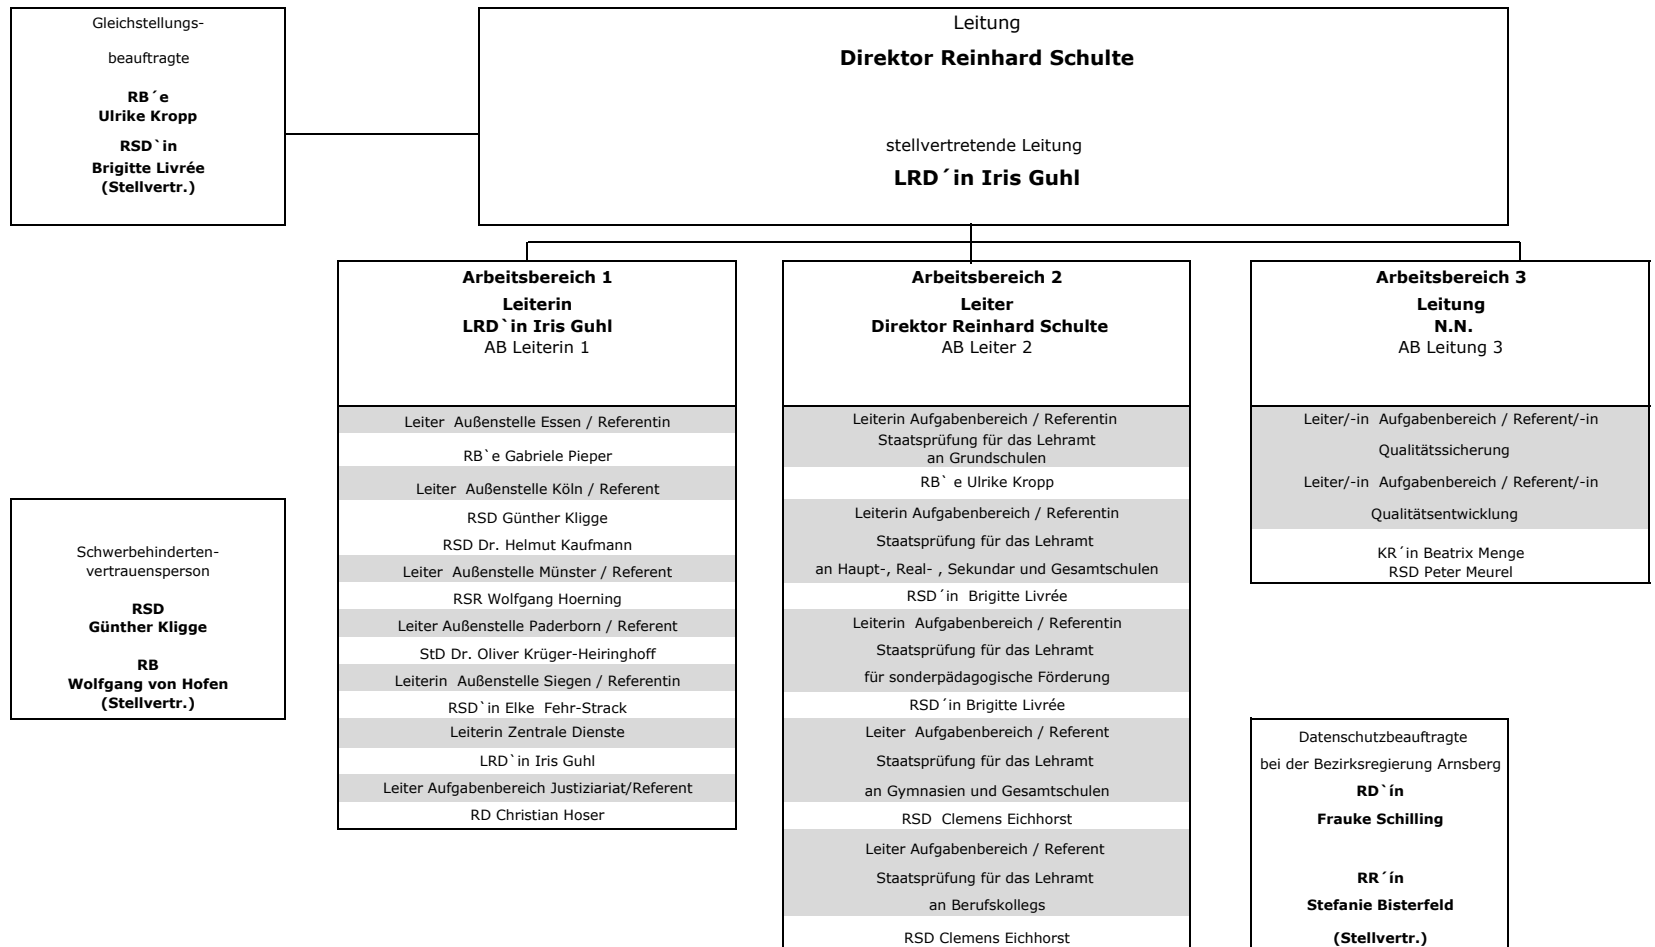 Gleichstellungs-
beauftragte
RB´e
Ulrike Kropp
RSD`in
Brigitte Livrée
(Stellvertr.)
Leitung
Direktor Reinhard Schulte
stellvertretende Leitung
LRD´in Iris Guhl
Arbeitsbereich 1
Leiterin
LRD`in Iris Guhl
AB Leiterin 1
Leiter  Außenstelle Essen / Referentin
RB`e Gabriele Pieper
Leiter  Außenstelle Köln / Referent
RSD Günther Kligge
RSD Dr. Helmut Kaufmann
Leiter  Außenstelle Münster / Referent
RSR Wolfgang Hoerning
Leiter Außenstelle Paderborn / Referent
StD Dr. Oliver Krüger-Heiringhoff
Leiterin  Außenstelle Siegen / Referentin
RSD`in Elke  Fehr-Strack
Leiterin Zentrale Dienste
LRD`in Iris Guhl
Leiter Aufgabenbereich Justiziariat/Referent
RD Christian Hoser
Arbeitsbereich 2
Leiter
Direktor Reinhard Schulte
AB Leiter 2
Leiterin Aufgabenbereich / Referentin
Staatsprüfung für das Lehramt
an Grundschulen
RB` e Ulrike Kropp
Leiterin Aufgabenbereich / Referentin
Staatsprüfung für das Lehramt
an Haupt-, Real- , Sekundar und Gesamtschulen
RSD´in  Brigitte Livrée
Leiterin  Aufgabenbereich / Referentin
Staatsprüfung für das Lehramt
für sonderpädagogische Förderung
RSD´in Brigitte Livrée
Leiter  Aufgabenbereich / Referent
Staatsprüfung für das Lehramt
an Gymnasien und Gesamtschulen
RSD  Clemens Eichhorst
Leiter Aufgabenbereich / Referent
Staatsprüfung für das Lehramt
an Berufskollegs
RSD Clemens Eichhorst
Arbeitsbereich 3
Leitung
N.N.
AB Leitung 3
Leiter/-in  Aufgabenbereich / Referent/-in
Qualitätssicherung
Leiter/-in  Aufgabenbereich / Referent/-in
Qualitätsentwicklung
KR´in Beatrix Menge
RSD Peter Meurel
Schwerbehinderten-
vertrauensperson
RSD
Günther Kligge
RB
Wolfgang von Hofen
(Stellvertr.)
Datenschutzbeauftragte
bei der Bezirksregierung Arnsberg
RD`ín
Frauke Schilling
RR´ín
Stefanie Bisterfeld
(Stellvertr.)